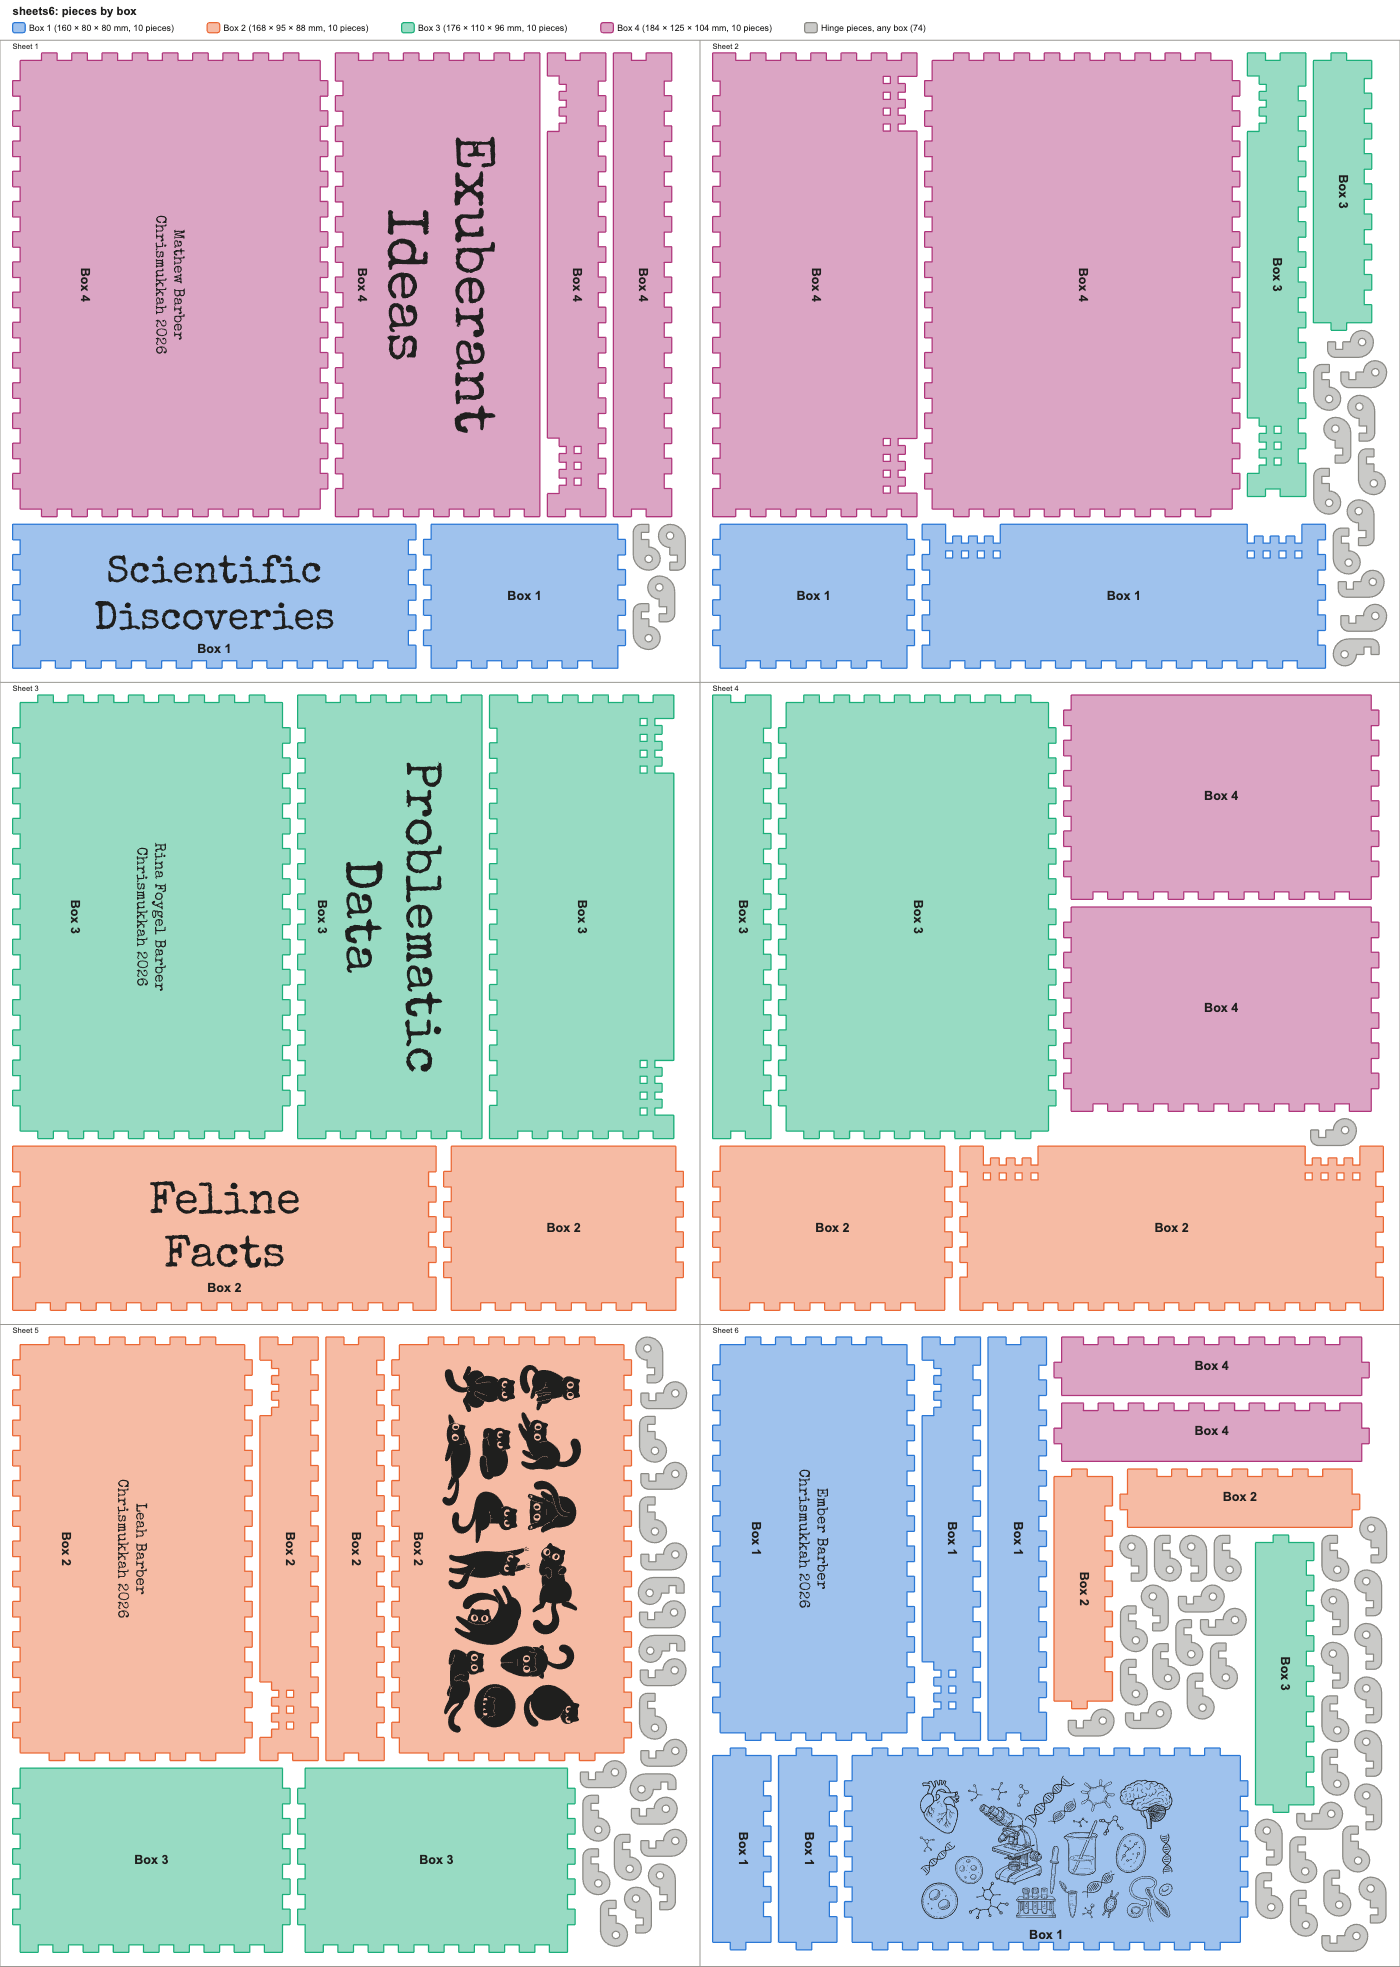 sheets6: pieces by box
Box 1 (160 × 80 × 80 mm, 10 pieces)
Box 2 (168 × 95 × 88 mm, 10 pieces)
Box 3 (176 × 110 × 96 mm, 10 pieces)
Box 4 (184 × 125 × 104 mm, 10 pieces)
Hinge pieces, any box (74)
Sheet 1
Mathew Barber
Chrismukkah 2026
Box 4
Exuberant
Ideas
Box 4
Box 4
Box 4
Scientific
Discoveries
Box 1
Box 1
Sheet 2
Box 4
Box 4
Box 3
Box 3
Box 1
Box 1
Sheet 3
Rina Foygel Barber
Chrismukkah 2026
Box 3
Problematic
Data
Box 3
Box 3
Feline
Facts
Box 2
Box 2
Sheet 4
Box 3
Box 3
Box 4
Box 4
Box 2
Box 2
Sheet 5
Leah Barber
Chrismukkah 2026
Box 2
Box 2
Box 2
Box 2
Box 3
Box 3
Sheet 6
Ember Barber
Chrismukkah 2026
Box 1
Box 1
Box 1
Box 4
Box 4
Box 2
Box 2
Box 3
Box 1
Box 1
Box 1